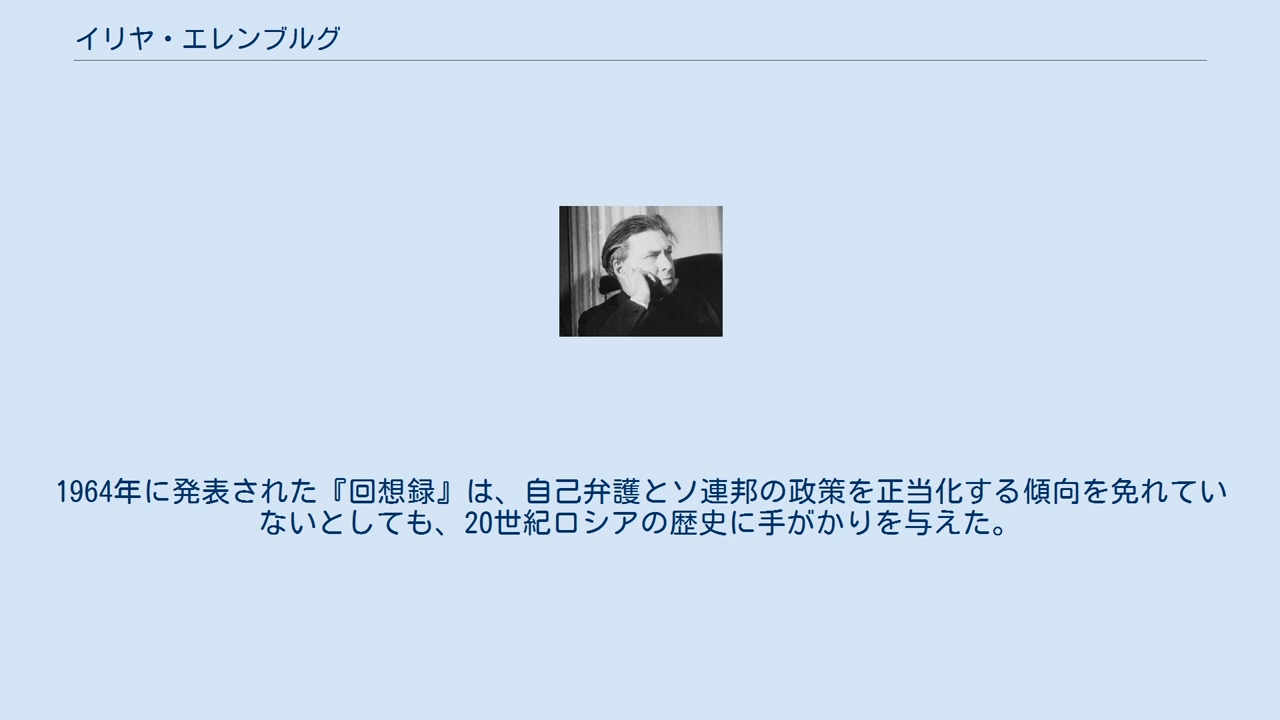 イリヤ・エレンブルグ
1964年に発表された『回想録』は、自己弁護とソ連邦の政策を正当化する傾向を免れてい
ないとしても、20世紀ロシアの歴史に手がかりを与えた。